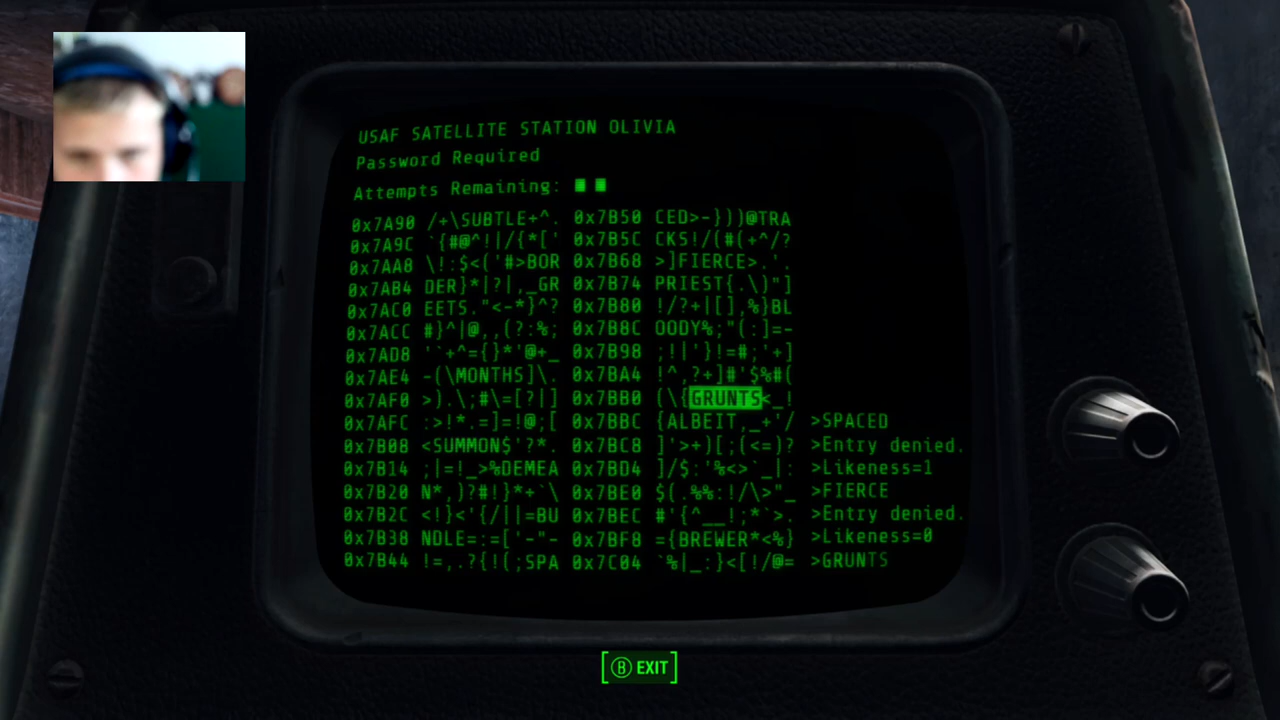 USAF SATELLITE STATION OLIVIA
Password Required
Attempts Remaining: ■ ■
0x7A90 /+\SUBTLE+^. 0x7B50 CED>-}))@TRA
0x7A9C `{#@^!|/{*[' 0x7B5C CKS!/(#(+^/?
0x7AA8 \!:$<('#>BOR 0x7B68 >]FIERCE>.'.
0x7AB4 DER}*|?|,_GR 0x7B74 PRIEST{.\)"]
0x7AC0 EETS."<-*}^? 0x7B80 !/?+|[],%}BL
0x7ACC #}^|@,,(?:%; 0x7B8C OODY%;"(:]=-
0x7AD8 '`+^={}*'@+_ 0x7B98 ;!|'}!=#;'+]
0x7AE4 -(\MONTHS]\. 0x7BA4 !^,?+]#'$%#(
0x7AF0 >).\;#\=[?|] 0x7BB0 (\{GRUNTS<_!
0x7AFC :>!*.=]=!@;[ 0x7BBC {ALBEIT,_+'/ >SPACED
0x7B08 <SUMMON$'?*. 0x7BC8 ]'>+)[;(<=)? >Entry denied.
0x7B14 ;|=!_>%DEMEA 0x7BD4 ]/$:'%<>`_|: >Likeness=1
0x7B20 N*,)?#!}*+`\ 0x7BE0 $(.%%:!/\>"_ >FIERCE
0x7B2C <!}<'{/||=BU 0x7BEC #'{^__!;*`>. >Entry denied.
0x7B38 NDLE=:=['-"- 0x7BF8 ={BREWER*<%} >Likeness=0
0x7B44 !=,.?{!(;SPA 0x7C04 `%|_:}<[!/@= >GRUNTS
[Ⓑ EXIT]